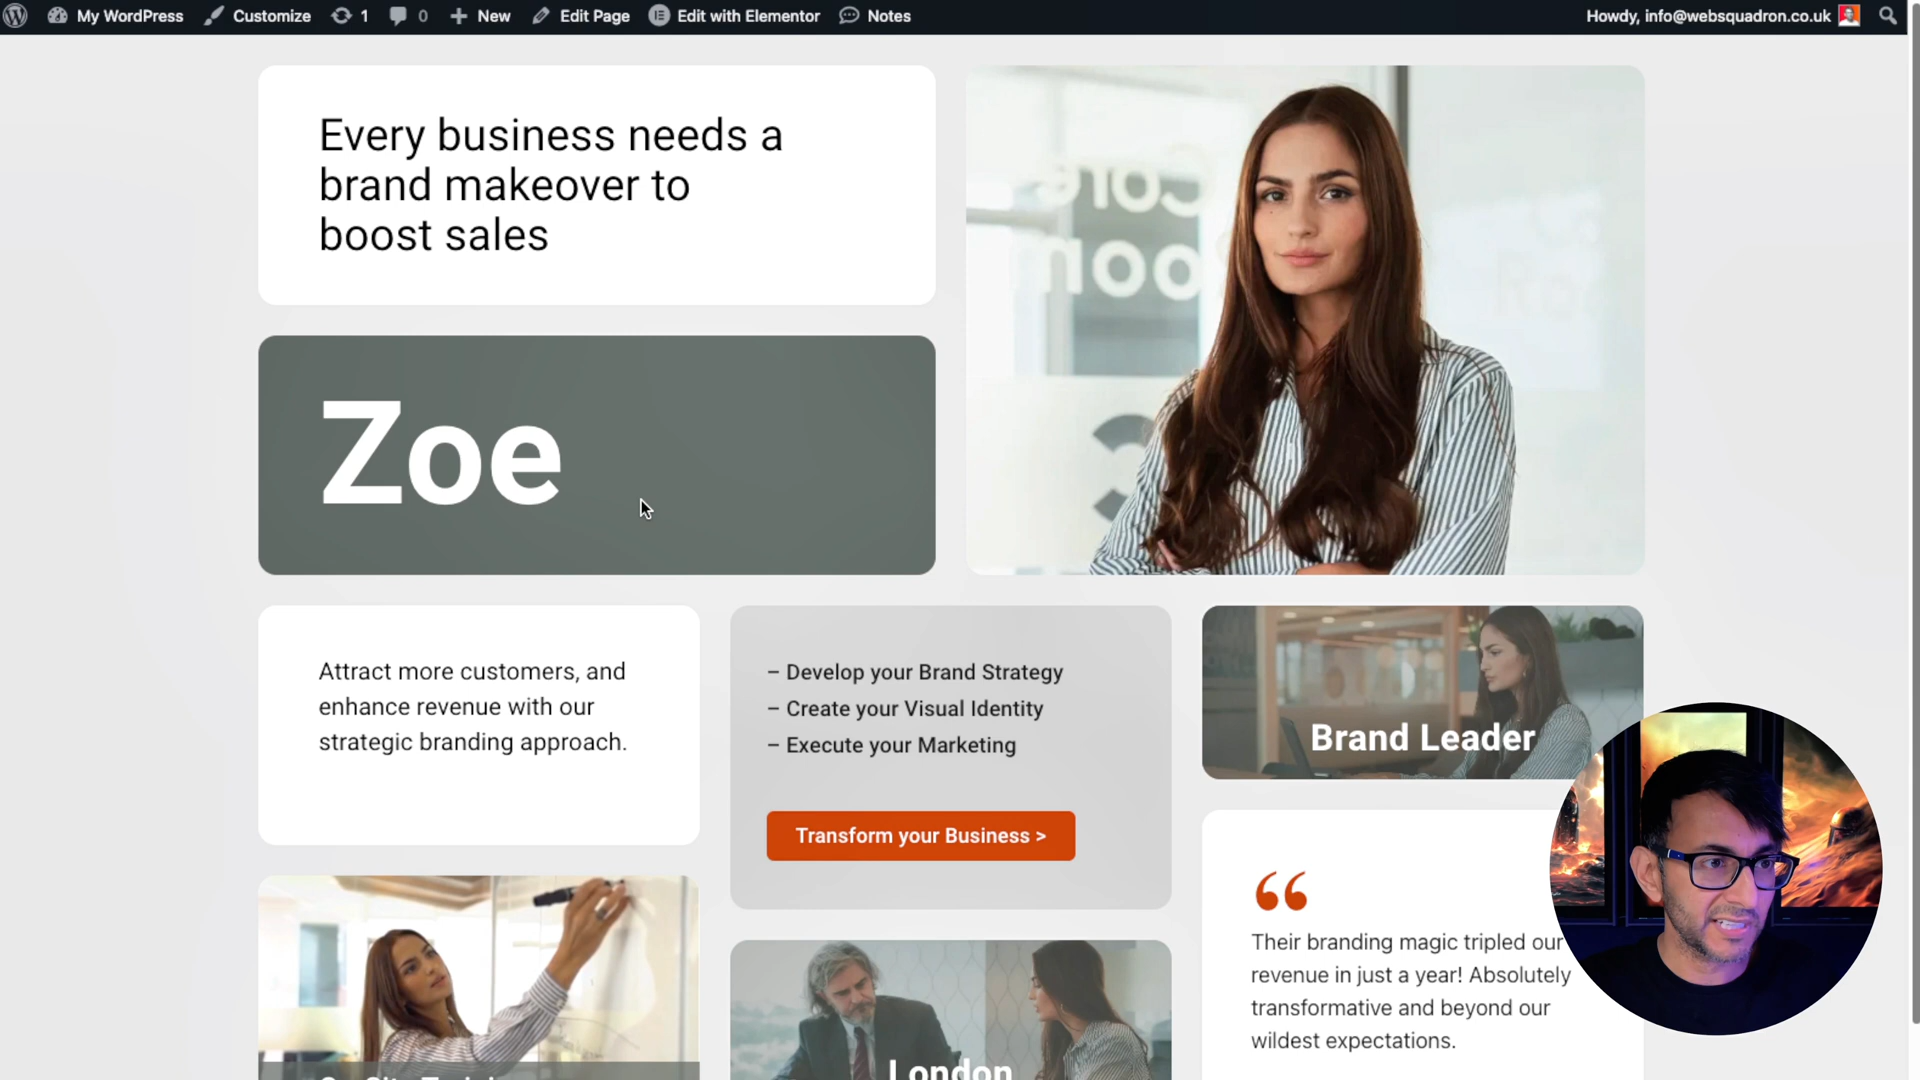 My WordPress Customize 1 0 New Edit Page Edit with Elementor Notes Howdy, info@websquadron.co.uk
Every business needs a
brand makeover to
boost sales
Zoe
Attract more customers, and
enhance revenue with our
strategic branding approach.
– Develop your Brand Strategy
– Create your Visual Identity
– Execute your Marketing
Transform your Business >
Brand Leader
“
Their branding magic tripled our
revenue in just a year! Absolutely
transformative and beyond our
wildest expectations.
London